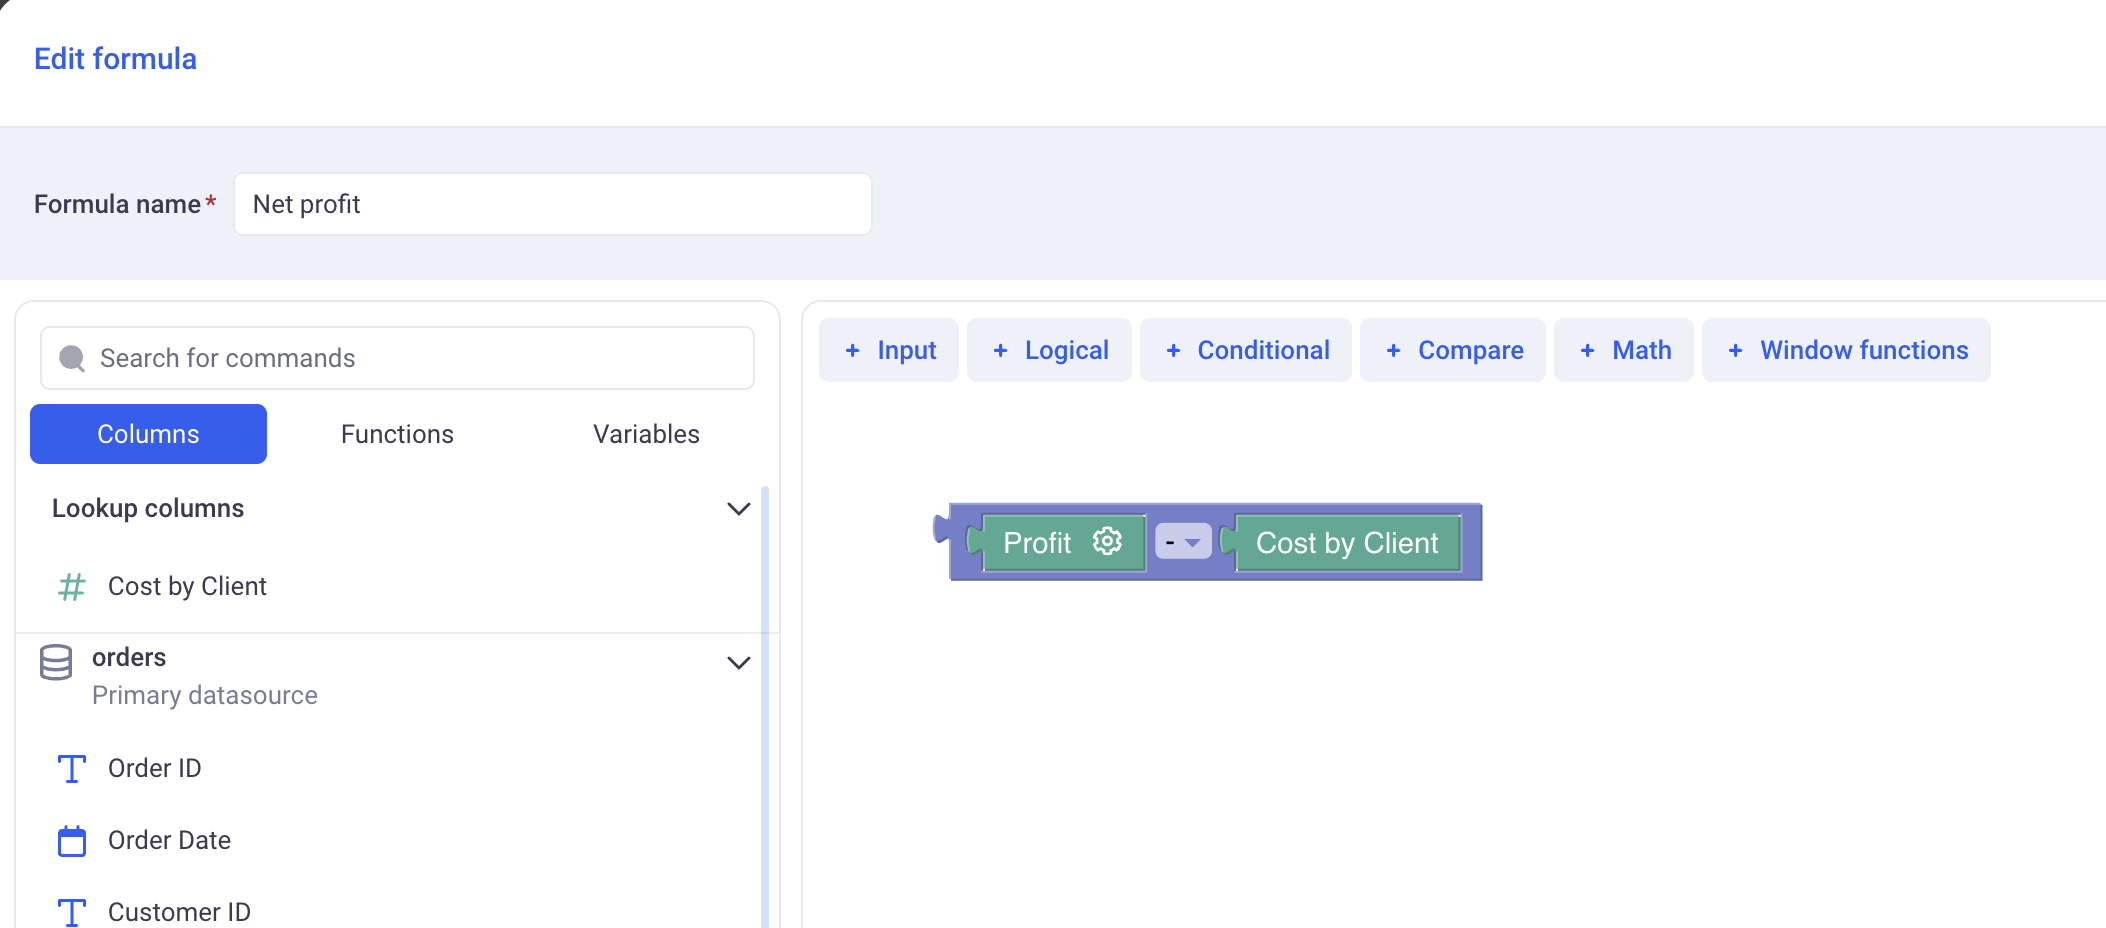 Edit formula
Formula name*
Net profit
Search for commands
Columns
Functions
Variables
Lookup columns
Cost by Client
orders
Primary datasource
Order ID
Order Date
Customer ID
+ Input
+ Logical
+ Conditional
+ Compare
+ Math
+ Window functions
Profit - Cost by Client